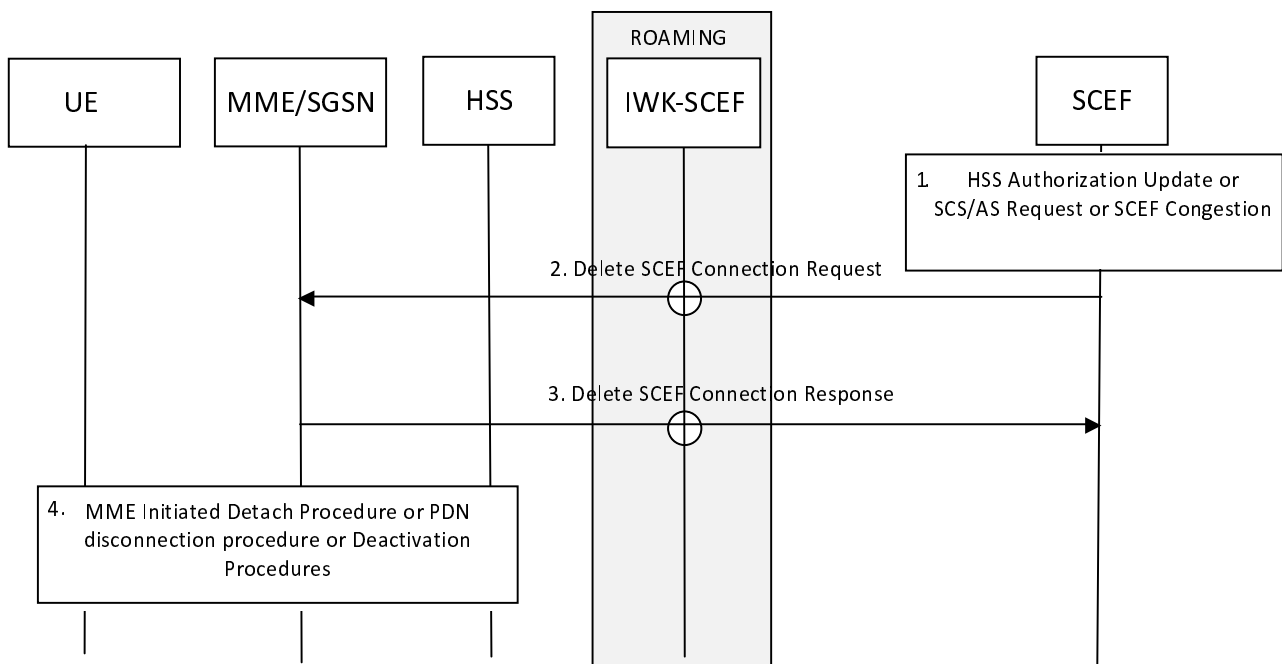 ROAMING
UE
MME/SGSN
HSS
IWK-SCEF
SCEF
1. HSS Authorization Update or
SCS/AS Request or SCEF Congestion
2. Delete SCEF Connection Request
3. Delete SCEF Connection Response
4. MME Initiated Detach Procedure or PDN
disconnection procedure or Deactivation
Procedures